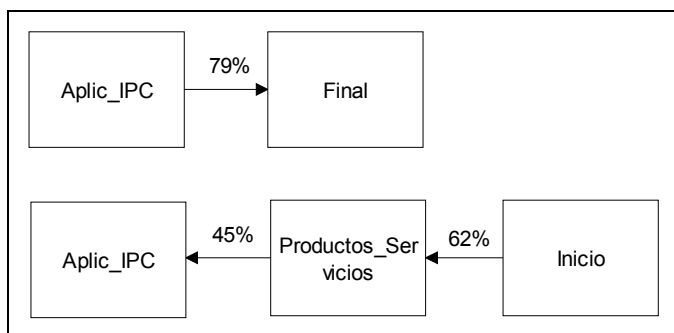 79%
Aplic_IPC
Final
45%
62%
Aplic_IPC
Productos_Ser
vicios
Inicio